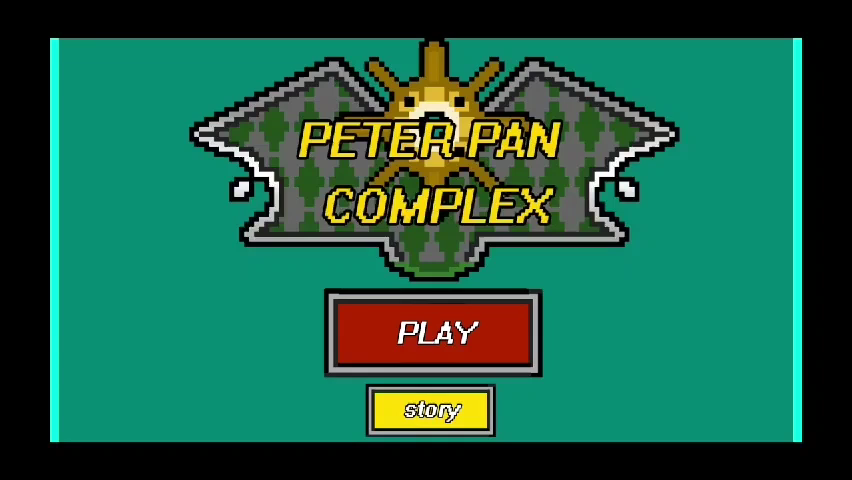 PETER PAN
COMPLEX
PLAY
story